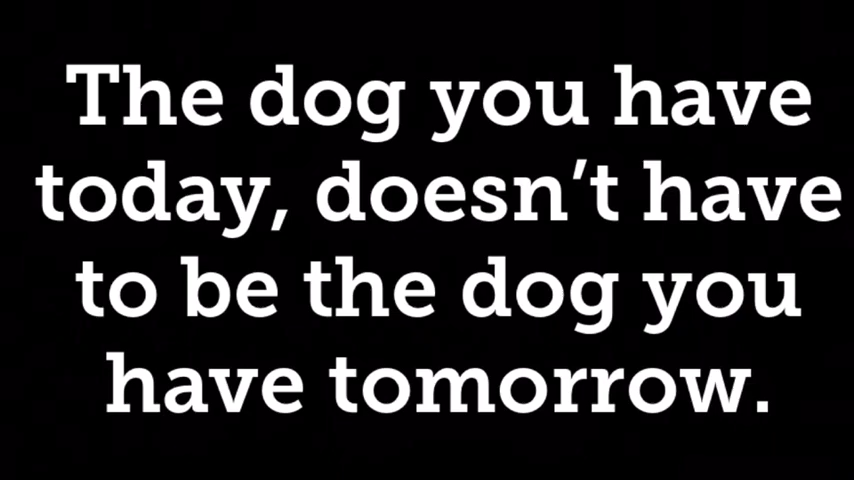 The dog you have
today, doesn’t have
to be the dog you
have tomorrow.